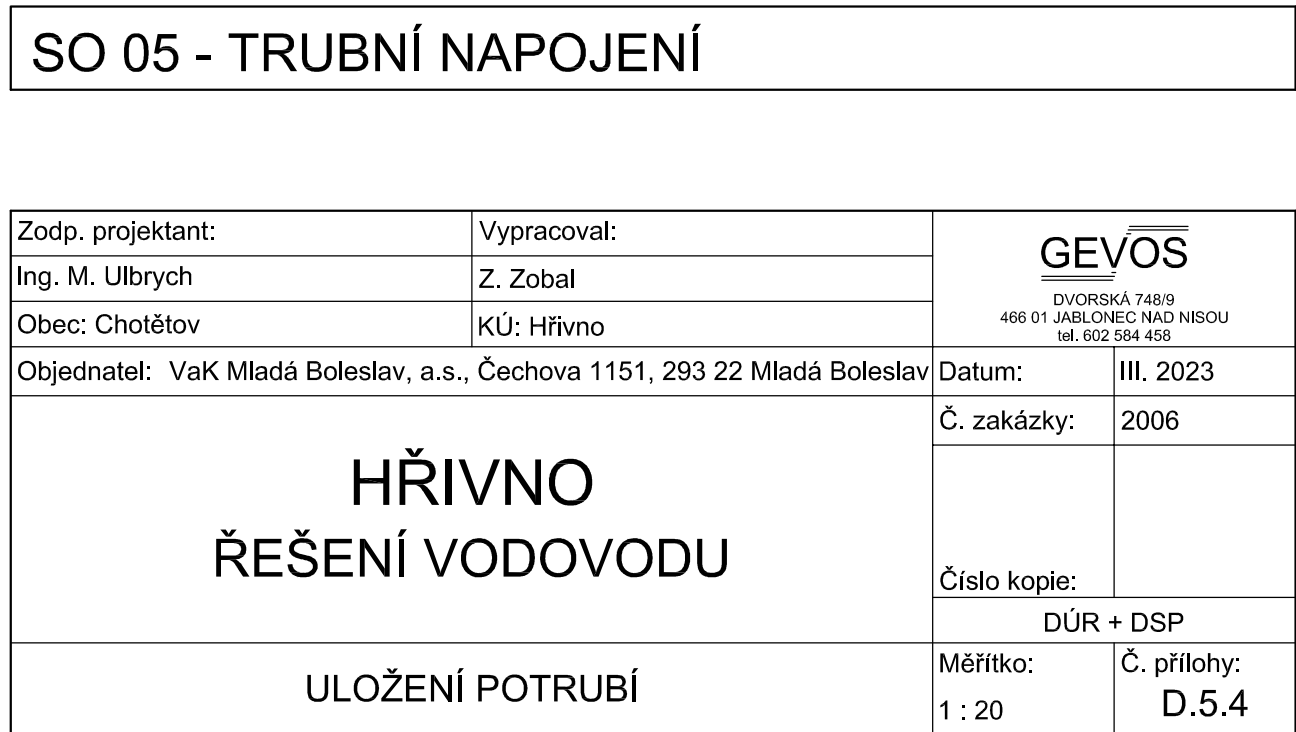 SO 05 - TRUBNÍ NAPOJENÍ
Zodp. projektant:
Vypracoval:
GEVOS
Ing. M. Ulbrych
Z. Zobal
DVORSKÁ 748/9
466 01 JABLONEC NAD NISOU
tel. 602 584 458
Obec: Chotětov
KÚ: Hřivno
Objednatel: VaK Mladá Boleslav, a.s., Čechova 1151, 293 22 Mladá Boleslav
Datum:
III. 2023
Č. zakázky:
2006
HŘIVNO
ŘEŠENÍ VODOVODU
Číslo kopie:
DÚR + DSP
ULOŽENÍ POTRUBÍ
Měřítko:
1 : 20
Č. přílohy:
D.5.4